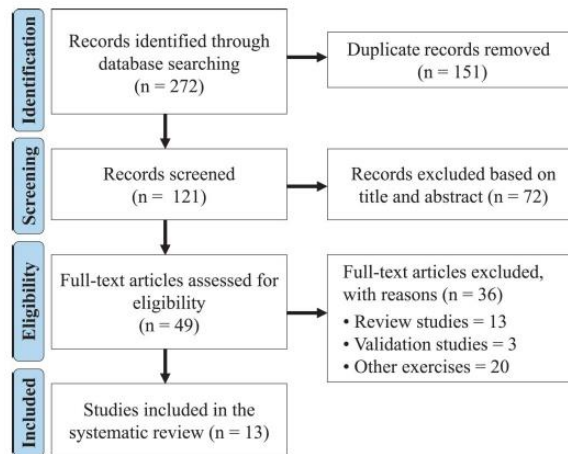 Identification
Records identified through
database searching
(n = 272)
Duplicate records removed
(n = 151)
Screening
Records screened
(n = 121)
Records excluded based on
title and abstract (n = 72)
Eligibility
Full-text articles assessed for
eligibility
(n = 49)
Full-text articles excluded,
with reasons (n = 36)
• Review studies = 13
• Validation studies = 3
• Other exercises = 20
Included
Studies included in the
systematic review (n = 13)